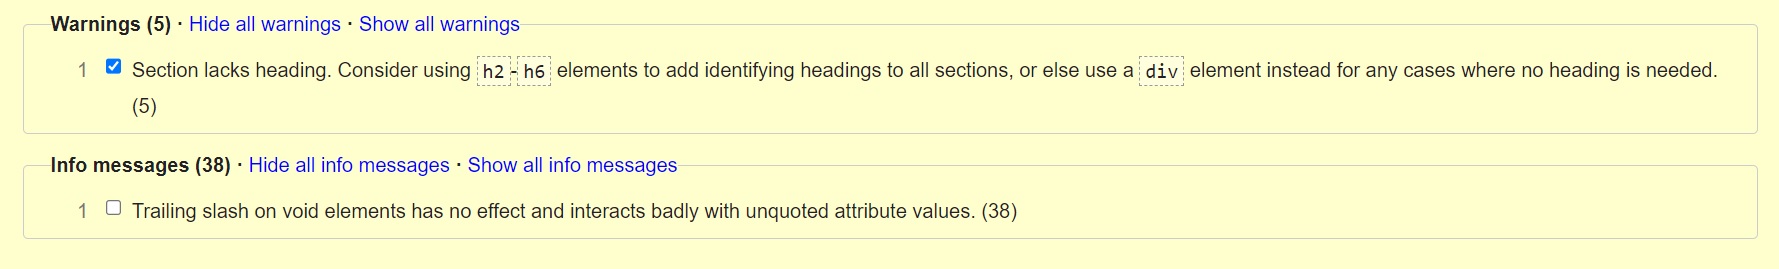 Warnings (5) · Hide all warnings · Show all warnings
1 Section lacks heading. Consider using h2-h6 elements to add identifying headings to all sections, or else use a div element instead for any cases where no heading is needed.
(5)
Info messages (38) · Hide all info messages · Show all info messages
1 Trailing slash on void elements has no effect and interacts badly with unquoted attribute values. (38)